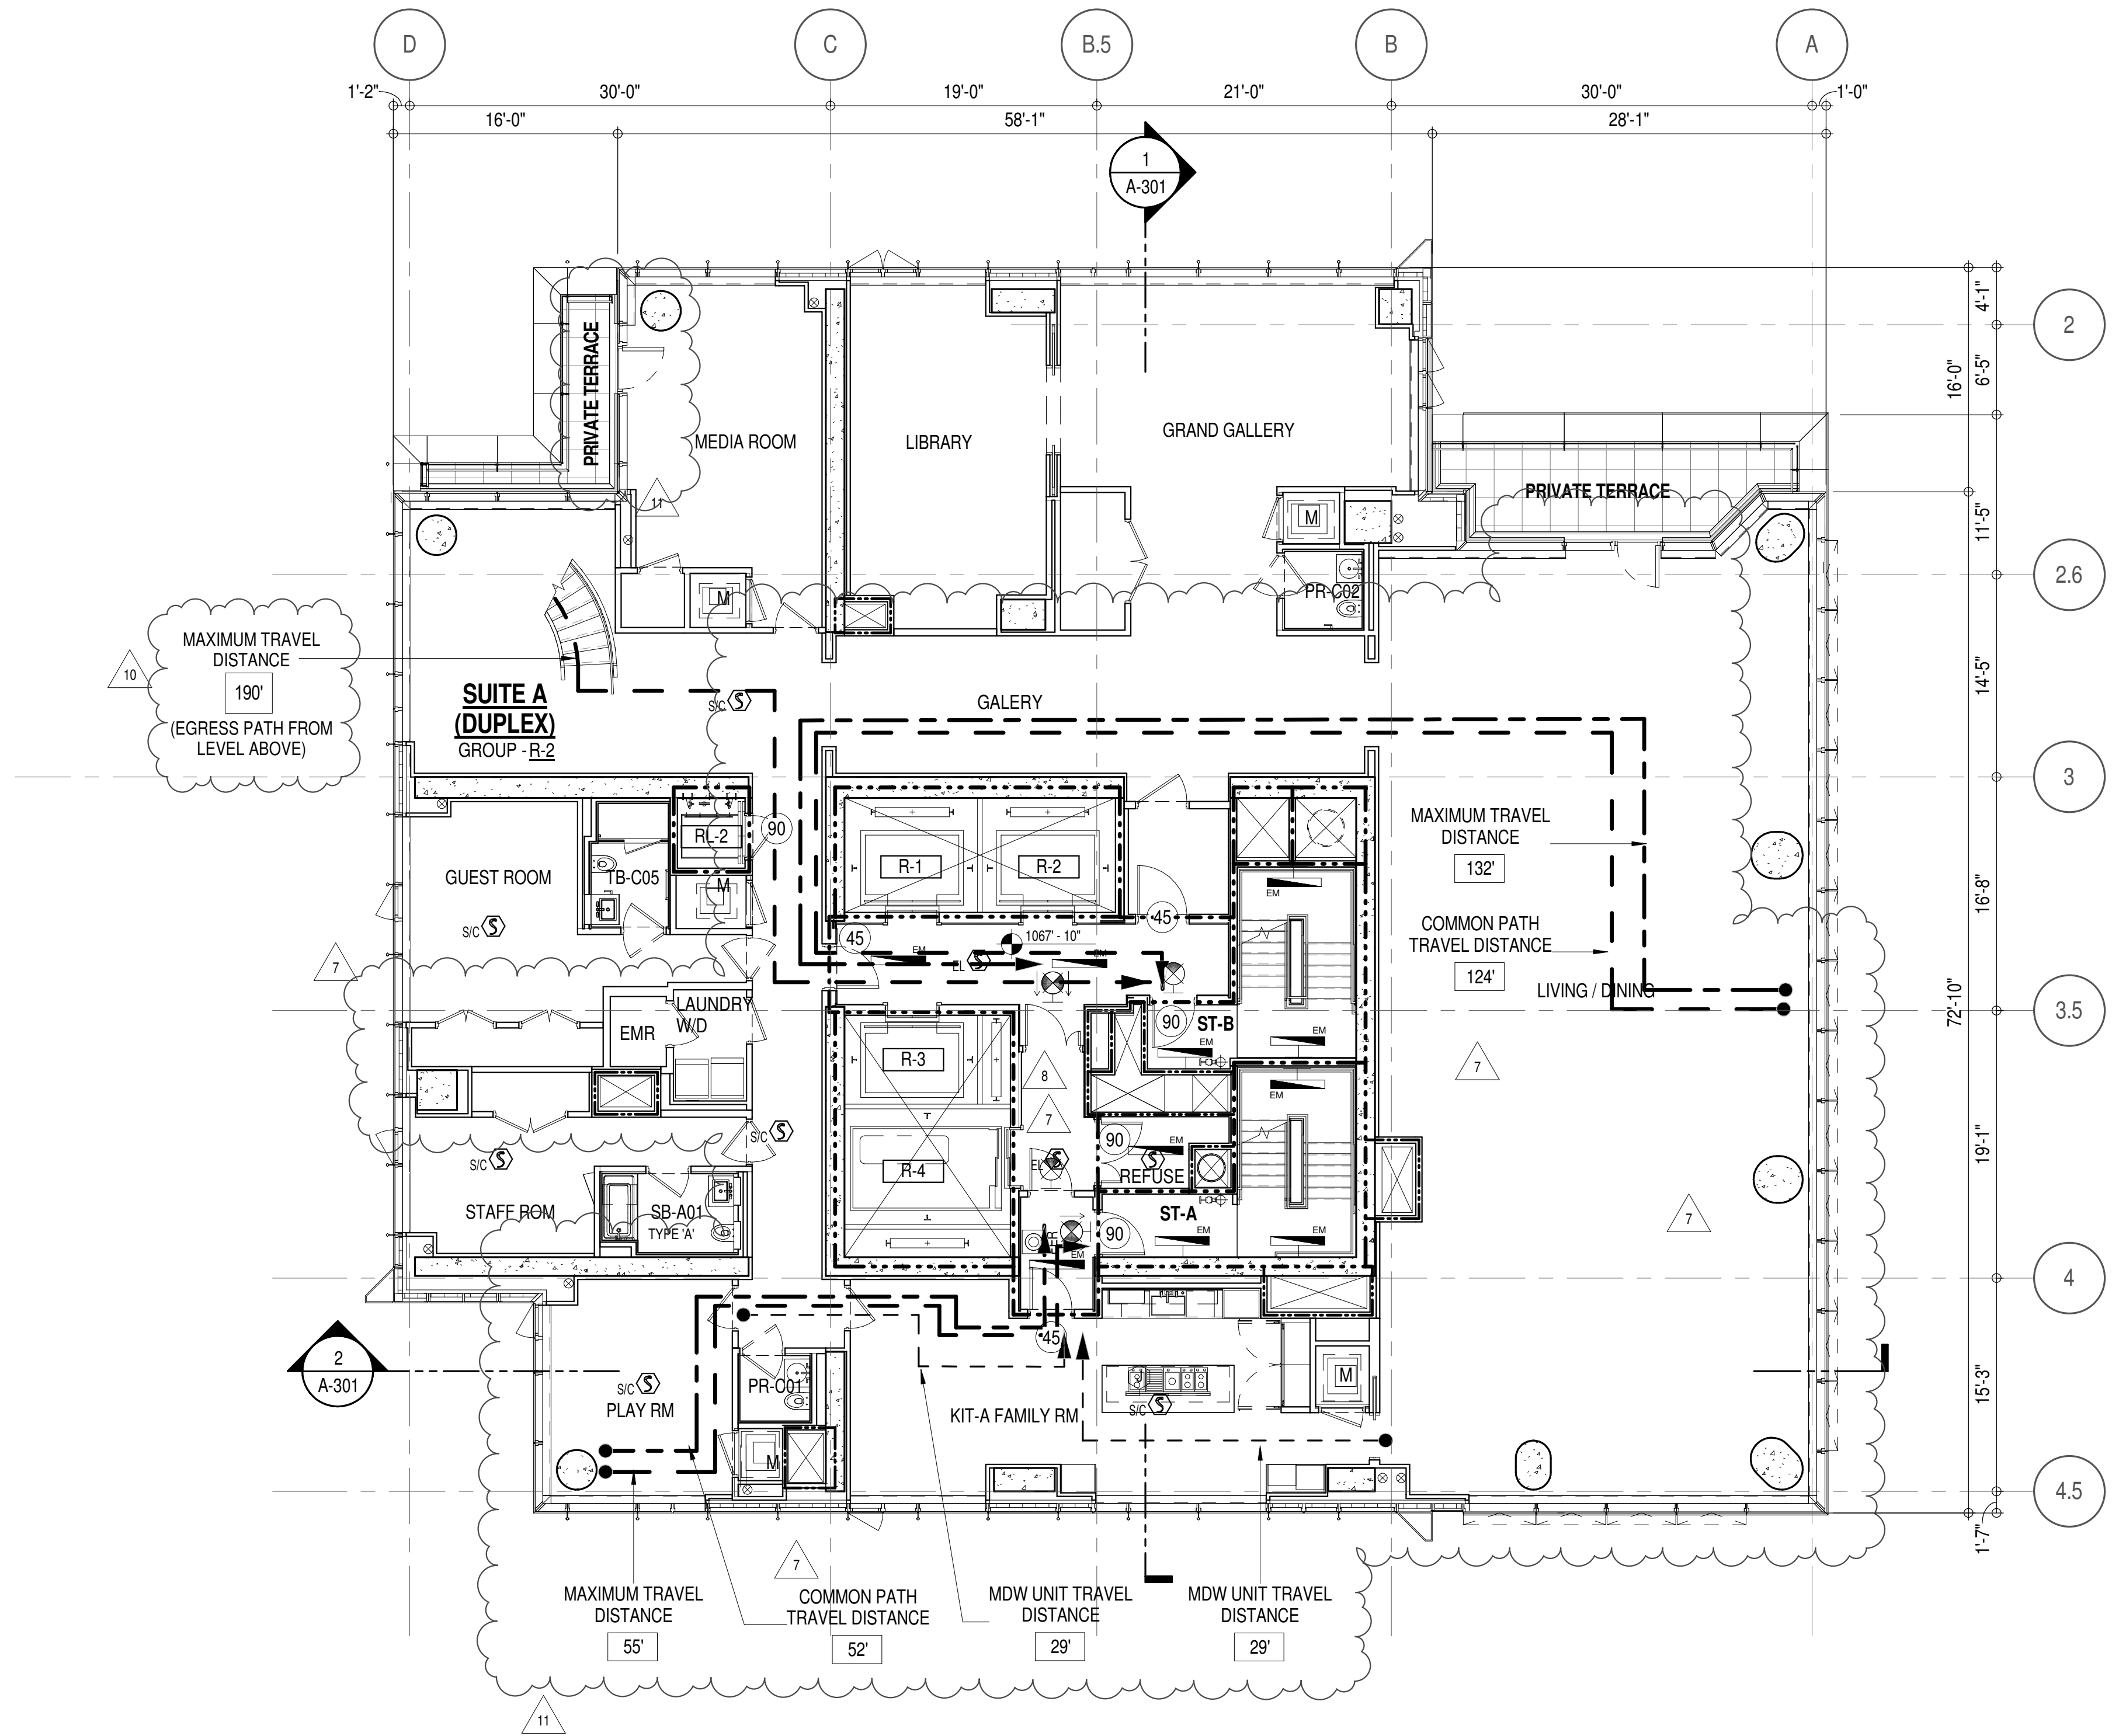 D
C
B.5
B
A
1'-2"
30'-0"
19'-0"
21'-0"
30'-0"
1'-0"
16'-0"
58'-1"
28'-1"
1
A-301
4'-1"
2
6'-5"
16'-0"
PRIVATE TERRACE
MEDIA ROOM
LIBRARY
GRAND GALLERY
PRIVATE TERRACE
11
M
11'-5"
2.6
M
PR-C02
MAXIMUM TRAVEL
DISTANCE
190'
(EGRESS PATH FROM
LEVEL ABOVE)
10
SUITE A
(DUPLEX)
GROUP - R-2
S/C
S
GALERY
14'-5"
3
RL-2
90
R-1
R-2
EM
MAXIMUM TRAVEL
DISTANCE
132'
GUEST ROOM
TB-C05
M
S/C
S
45
45
1067' - 10"
EM
EL
S
EM
COMMON PATH
TRAVEL DISTANCE
124'
16'-8"
7
LIVING / DINING
72'-10"
3.5
LAUNDRY
W/D
EMR
R-3
90
ST-B
EM
EM
8
7
EM
7
S/C
S
S/C
S
R-4
90
EM
EL
S
S
REFUSE
19'-1"
STAFF ROM
SB-A01
TYPE 'A'
ST-A
EM
90
EM
EM
EM
7
4
2
A-301
45
S/C
S
PLAY RM
PR-C01
KIT-A FAMILY RM
S/C
S
M
15'-3"
M
4.5
1'-7"
7
MAXIMUM TRAVEL
DISTANCE
55'
COMMON PATH
TRAVEL DISTANCE
52'
MDW UNIT TRAVEL
DISTANCE
29'
MDW UNIT TRAVEL
DISTANCE
29'
11